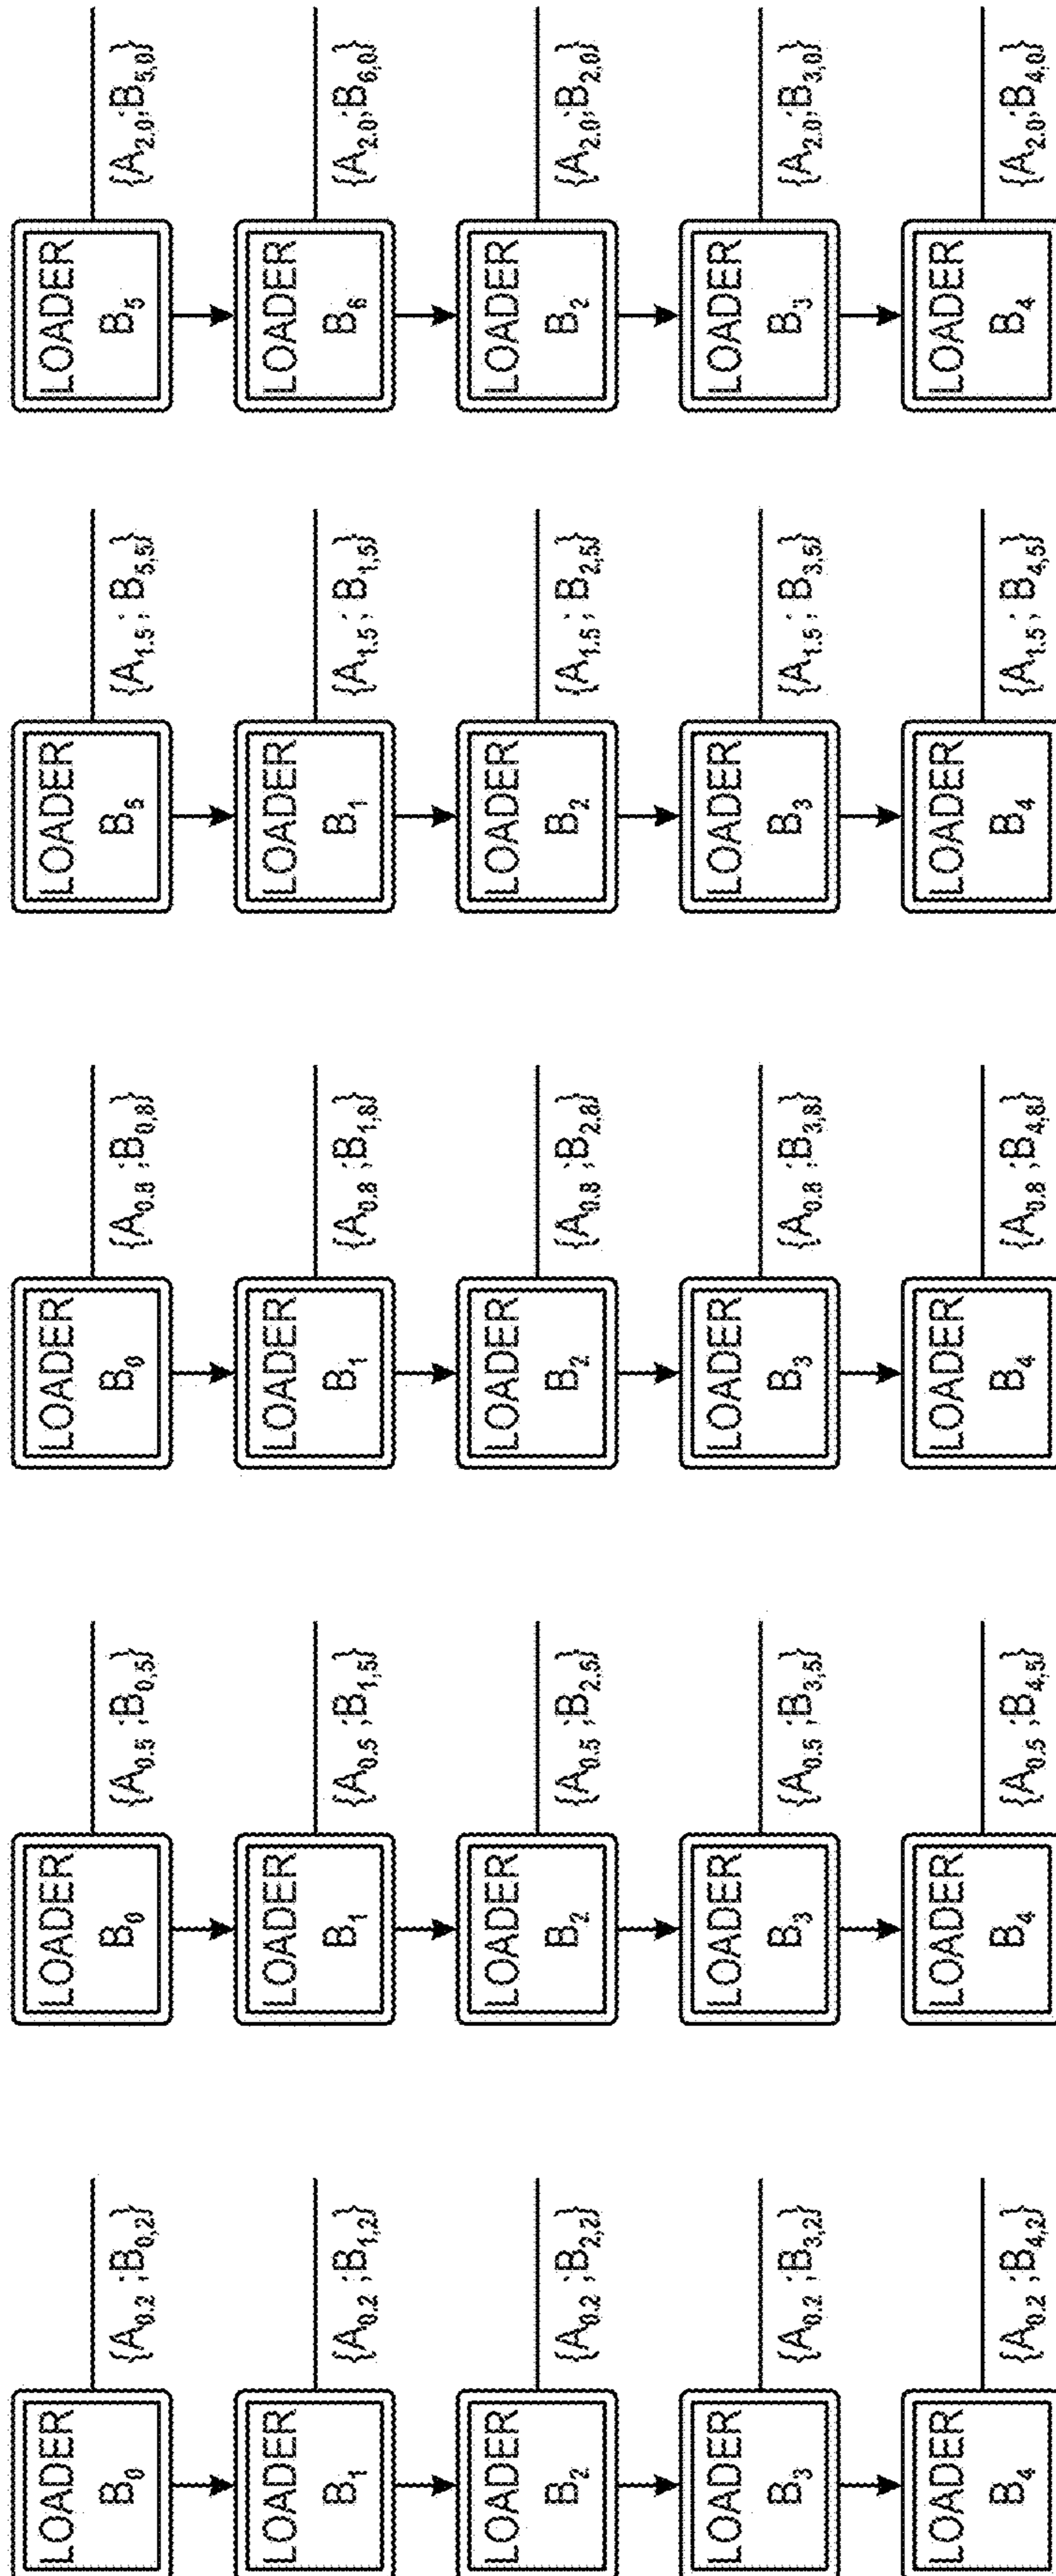 LOADER
B₀
{A₀.₂;B₀,₂}
LOADER
B₀
{A₀.₅;B₀,₅}
LOADER
B₀
{A₀.₈;B₀,₈}
LOADER
B₅
{A₁.₅;B₅,₅}
LOADER
B₅
{A₂.₀;B₅,₀}
LOADER
B₁
{A₀.₂;B₁,₂}
LOADER
B₁
{A₀.₅;B₁,₅}
LOADER
B₁
{A₀.₈;B₁,₈}
LOADER
B₁
{A₁.₅;B₁,₅}
LOADER
B₆
{A₂.₀;B₆,₀}
LOADER
B₂
{A₀.₂;B₂,₂}
LOADER
B₂
{A₀.₅;B₂,₅}
LOADER
B₂
{A₀.₈;B₂,₈}
LOADER
B₂
{A₁.₅;B₂,₅}
LOADER
B₂
{A₂.₀;B₂,₀}
LOADER
B₃
{A₀.₂;B₃,₂}
LOADER
B₃
{A₀.₅;B₃,₅}
LOADER
B₃
{A₀.₈;B₃,₈}
LOADER
B₃
{A₁.₅;B₃,₅}
LOADER
B₃
{A₂.₀;B₃,₀}
LOADER
B₄
{A₀.₂;B₄,₂}
LOADER
B₄
{A₀.₅;B₄,₅}
LOADER
B₄
{A₀.₈;B₄,₈}
LOADER
B₄
{A₁.₅;B₄,₅}
LOADER
B₄
{A₂.₀;B₄,₀}